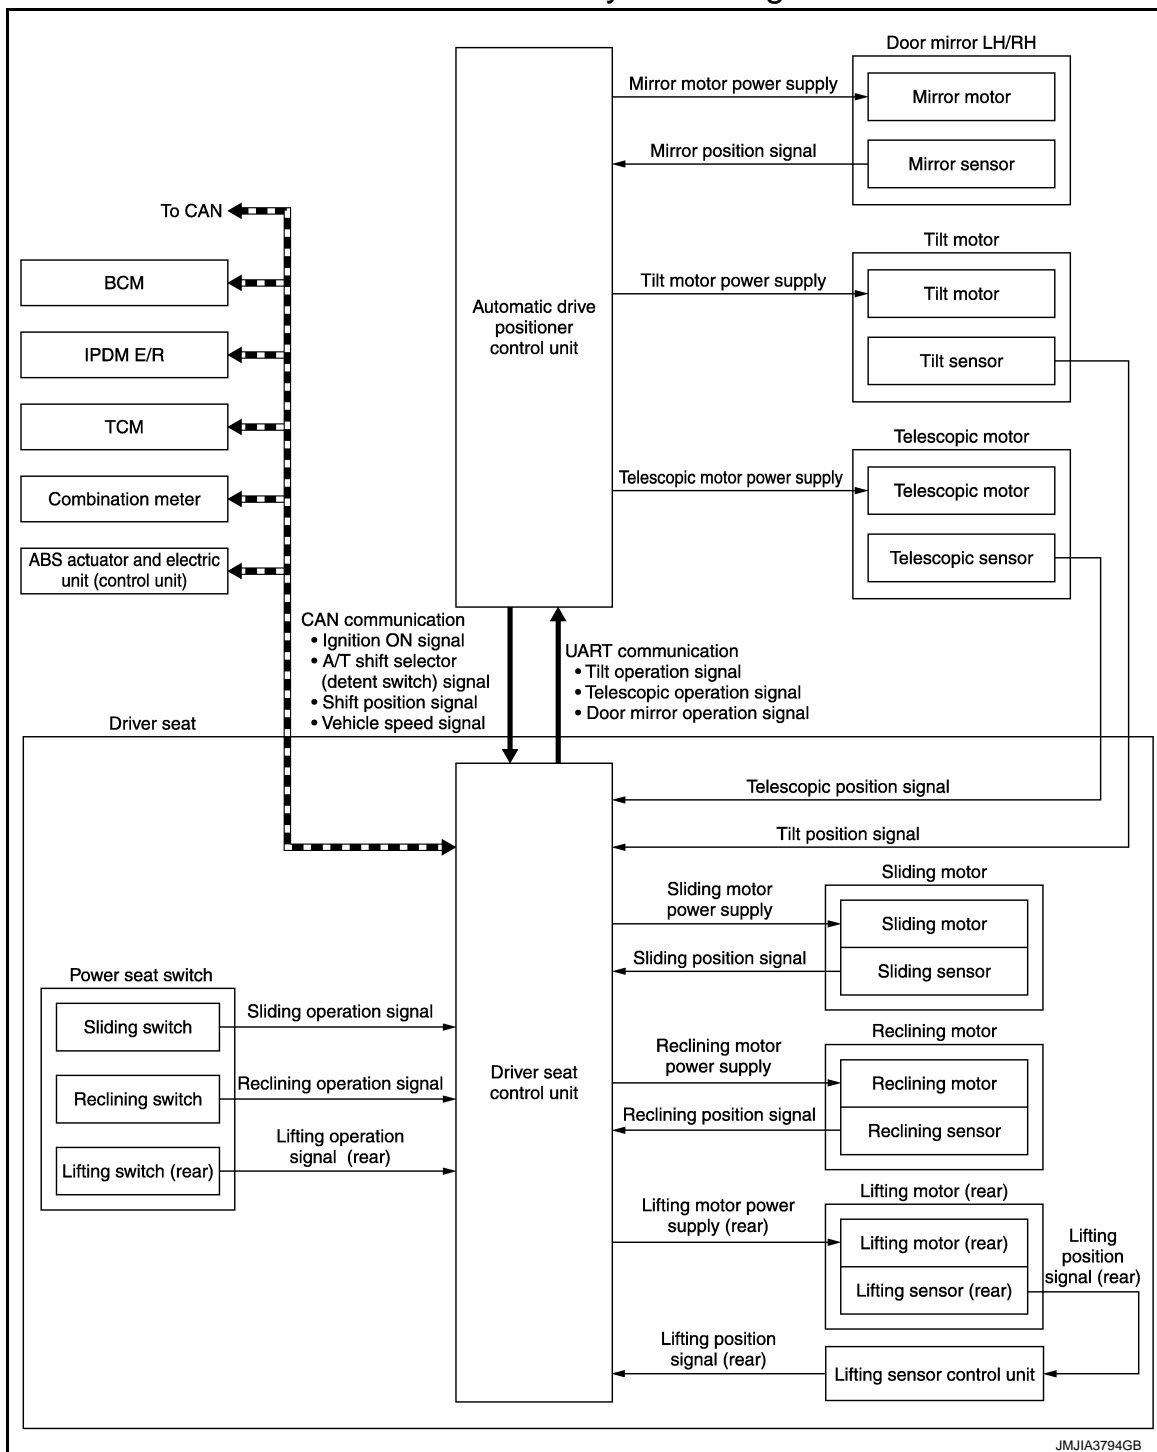 Door mirror LH/RH
Mirror motor power supply
Mirror motor
Mirror position signal
Mirror sensor
To CAN
Tilt motor
BCM
Tilt motor power supply
Tilt motor
Automatic drive
positioner
control unit
IPDM E/R
Tilt sensor
TCM
Telescopic motor
Telescopic motor power supply
Telescopic motor
Combination meter
Telescopic sensor
ABS actuator and electric
unit (control unit)
CAN communication
• Ignition ON signal
• A/T shift selector
(detent switch) signal
• Shift position signal
• Vehicle speed signal
UART communication
• Tilt operation signal
• Telescopic operation signal
• Door mirror operation signal
Driver seat
Telescopic position signal
Tilt position signal
Sliding motor
Sliding motor
power supply
Sliding motor
Sliding position signal
Sliding sensor
Power seat switch
Sliding switch
Sliding operation signal
Reclining motor
Reclining motor
power supply
Reclining motor
Driver seat
control unit
Reclining switch
Reclining operation signal
Reclining position signal
Reclining sensor
Lifting switch (rear)
Lifting operation
signal (rear)
Lifting motor (rear)
Lifting motor power
supply (rear)
Lifting motor (rear)
Lifting sensor (rear)
Lifting
position
signal (rear)
Lifting position
signal (rear)
Lifting sensor control unit
JMJIA3794GB